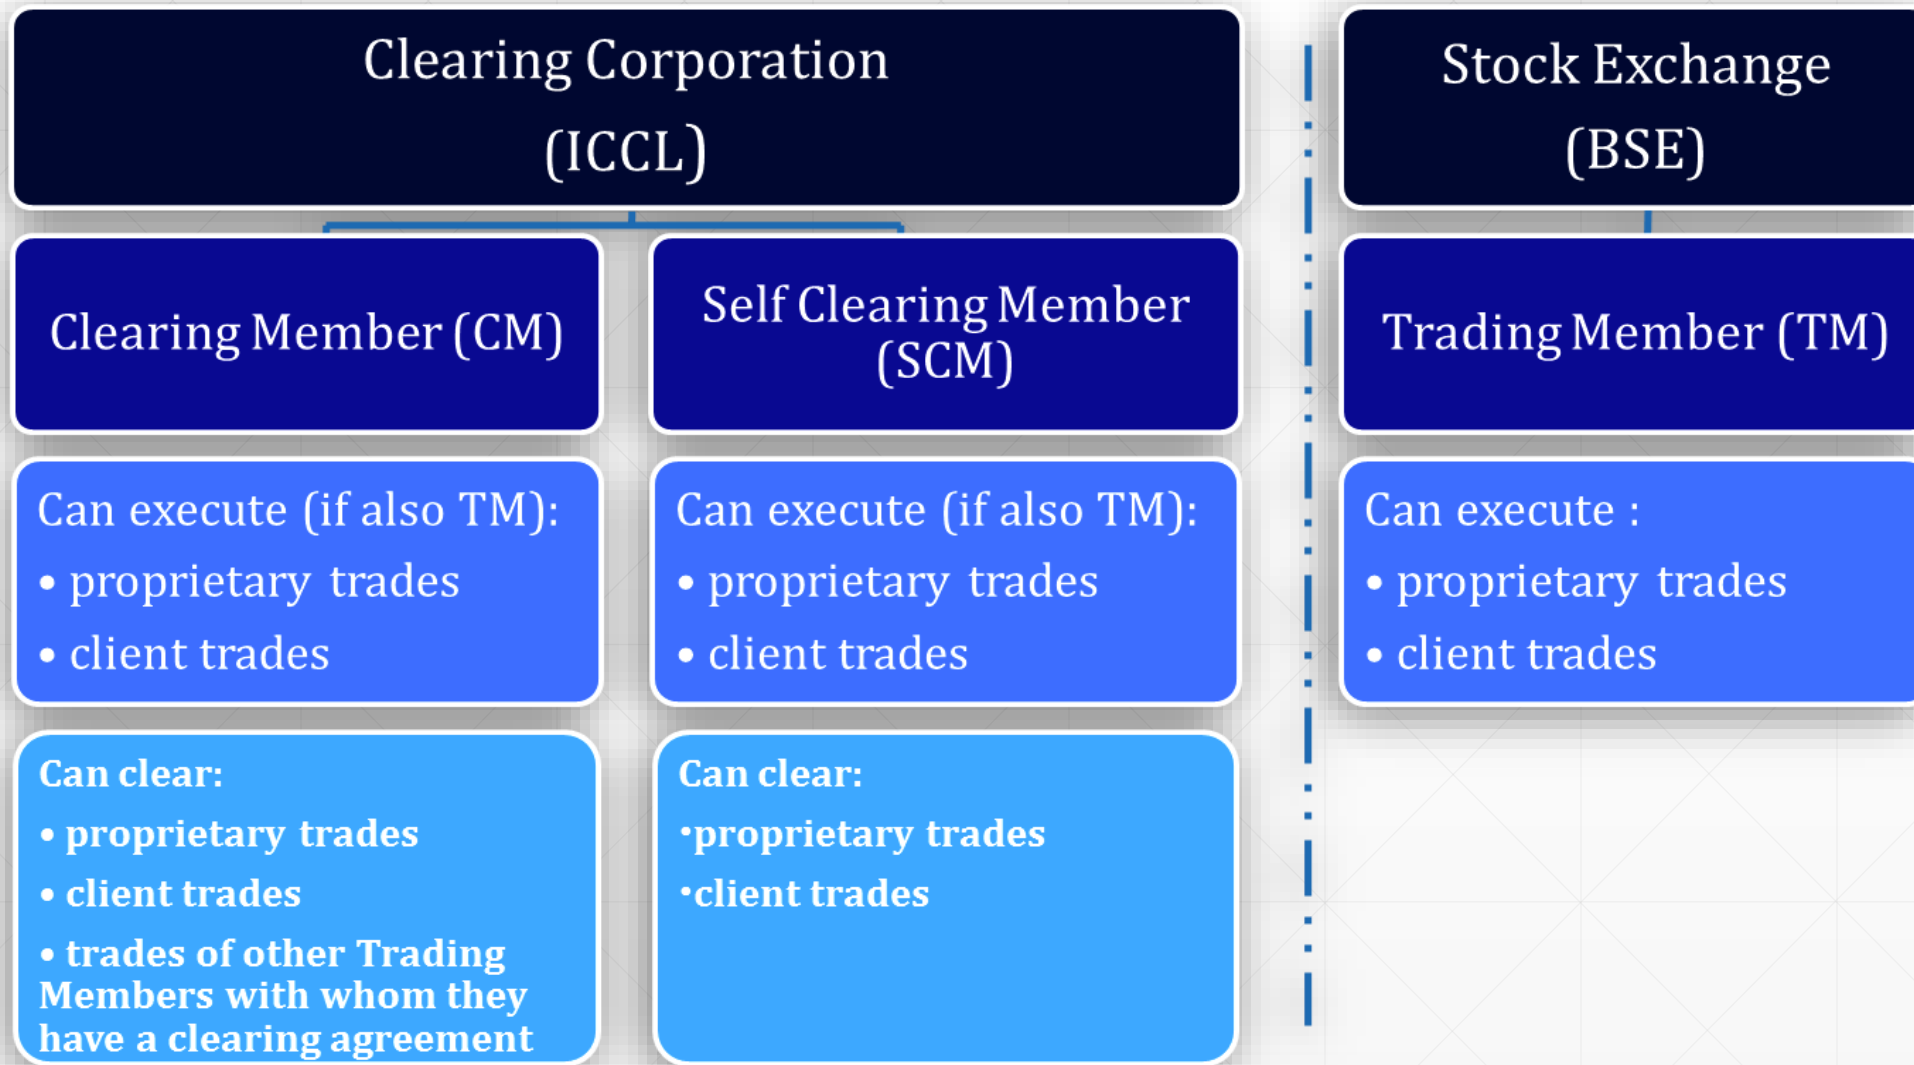 Clearing Corporation
(ICCL)
Clearing Member (CM)
Can execute (if also TM):
• proprietary trades
• client trades
Can clear:
• proprietary trades
• client trades
• trades of other Trading
Members with whom they
have a clearing agreement
Self Clearing Member
(SCM)
Can execute (if also TM):
• proprietary trades
• client trades
Can clear:
•proprietary trades
•client trades
Stock Exchange
(BSE)
Trading Member (TM)
Can execute :
• proprietary trades
• client trades